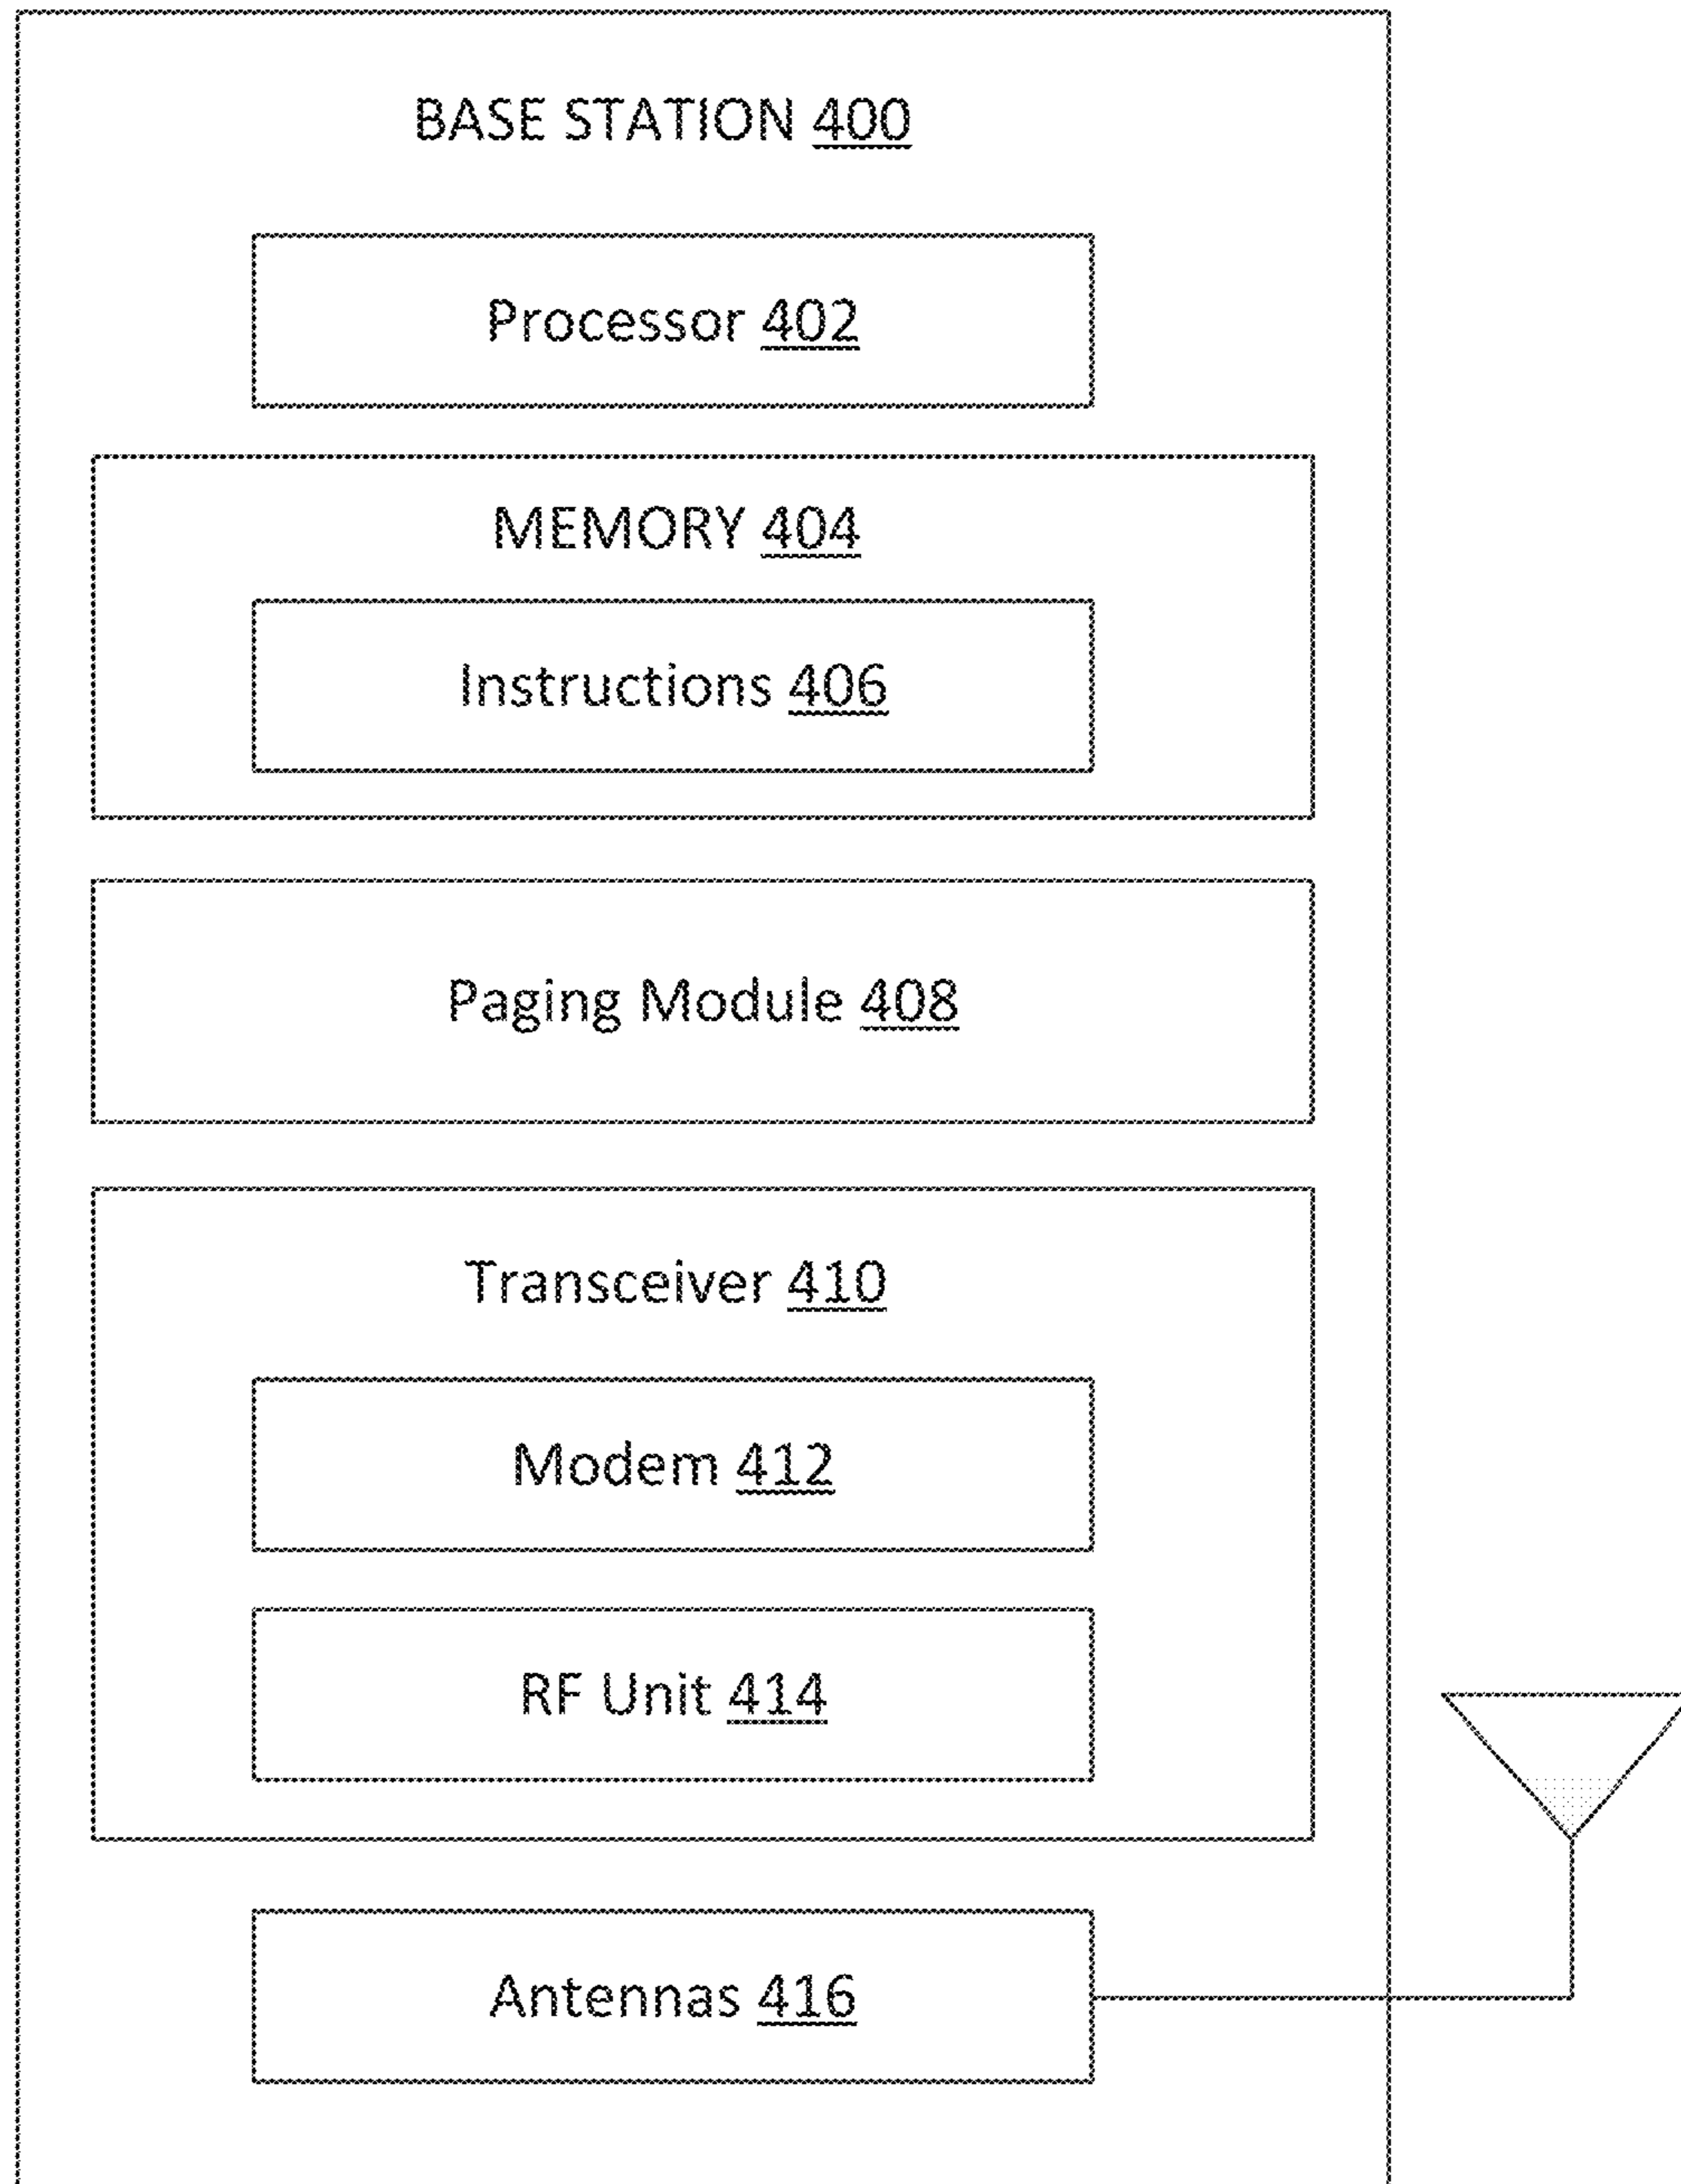 BASE STATION 400
Processor 402
MEMORY 404
Instructions 406
Paging Module 408
Transceiver 410
Modem 412
RF Unit 414
Antennas 416